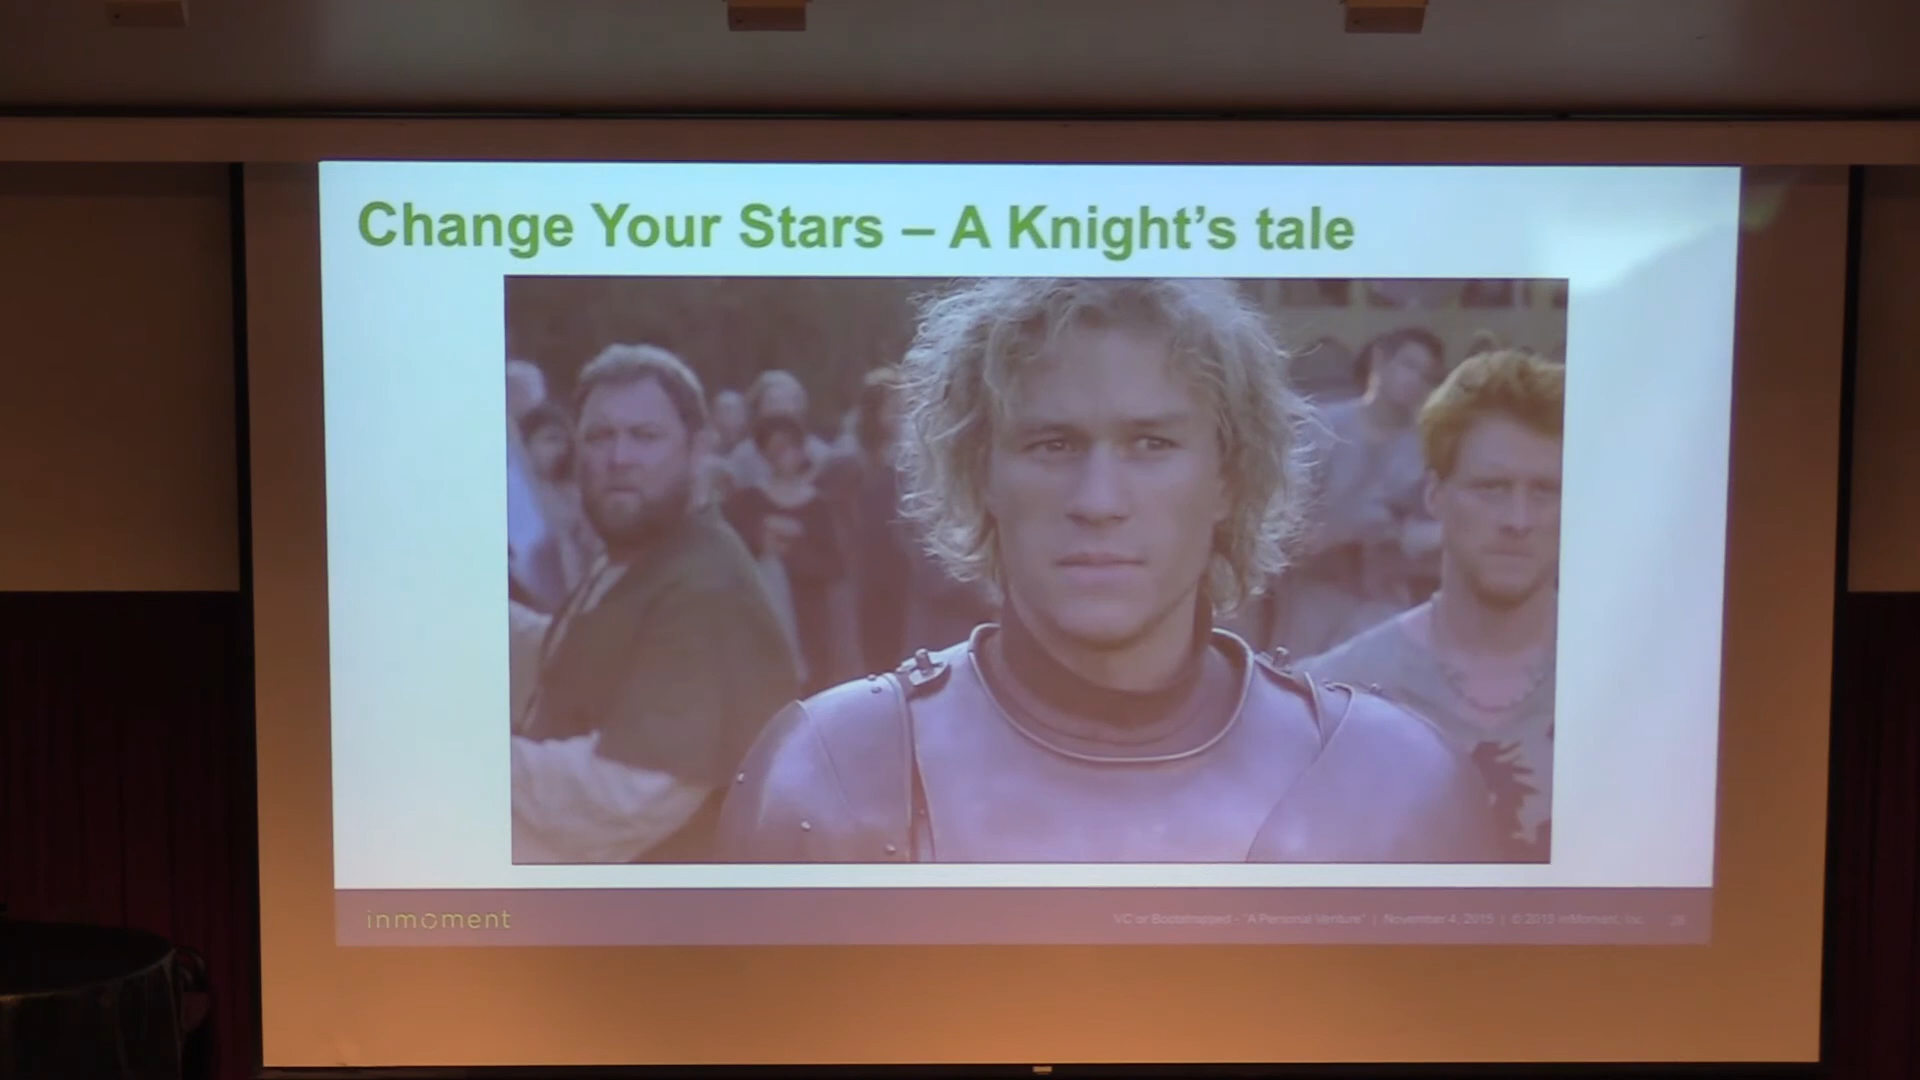 Change Your Stars – A Knight's tale
inmoment
VC or Bootstrapped - "A Personal Venture" | November 4, 2015 | © 2013 InMoment, Inc.